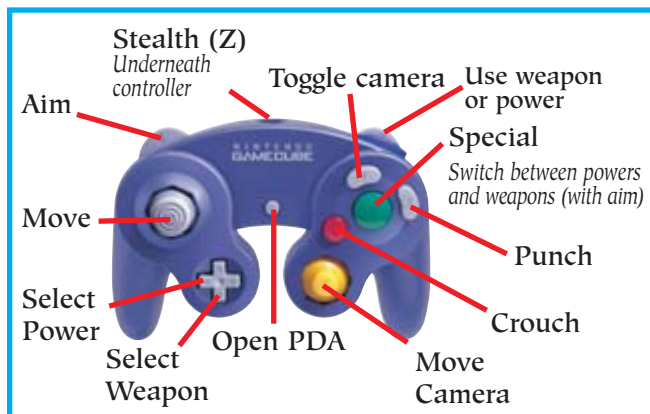 Stealth (Z)
Underneath
controller
Toggle camera
Use weapon
or power
Aim
Special
Switch between powers
and weapons (with aim)
NINTENDO
GAMECUBE
Move
Punch
Select
Power
Select
Weapon
Open PDA
Crouch
Move
Camera